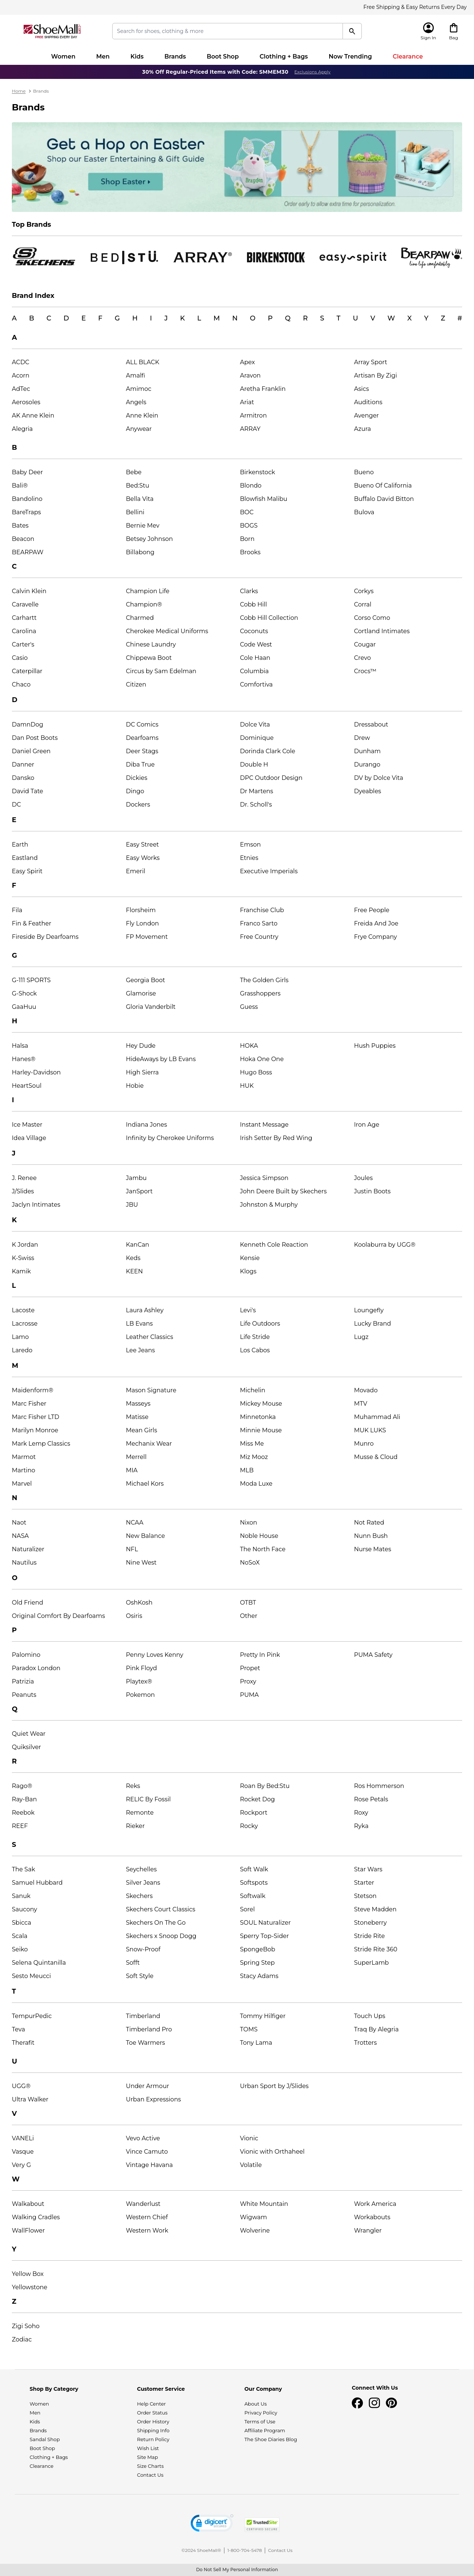 Free Shipping & Easy Returns Every Day
ShoeMall
FREE SHIPPING EVERY DAY
Search for shoes, clothing & more
Sign In
Bag
Women Men Kids Brands Boot Shop Clothing + Bags Now Trending Clearance
30% Off Regular-Priced Items with Code: SMMEM30 Exclusions Apply
Home > Brands
Brands
Get a Hop on Easter
Shop our Easter Entertaining & Gift Guide
Shop Easter
Order early to allow extra time for personalization.
Top Brands
SKECHERS BED|STÜ ARRAY® BIRKENSTOCK easy spirit BEARPAW
live life comfortably
Brand Index
A B C D E F G H I J K L M N O P Q R S T U V W X Y Z #
A
ACDC ALL BLACK Apex Array Sport
Acorn Amalfi Aravon Artisan By Zigi
AdTec Amimoc Aretha Franklin Asics
Aerosoles Angels Ariat Auditions
AK Anne Klein Anne Klein Armitron Avenger
Alegria Anywear ARRAY Azura
B
Baby Deer Bebe Birkenstock Bueno
Bali® Bed:Stu Blondo Bueno Of California
Bandolino Bella Vita Blowfish Malibu Buffalo David Bitton
BareTraps Bellini BOC Bulova
Bates Bernie Mev BOGS
Beacon Betsey Johnson Born
BEARPAW Billabong Brooks
C
Calvin Klein Champion Life Clarks Corkys
Caravelle Champion® Cobb Hill Corral
Carhartt Charmed Cobb Hill Collection Corso Como
Carolina Cherokee Medical Uniforms Coconuts Cortland Intimates
Carter's Chinese Laundry Code West Cougar
Casio Chippewa Boot Cole Haan Crevo
Caterpillar Circus by Sam Edelman Columbia Crocs™
Chaco Citizen Comfortiva
D
DamnDog DC Comics Dolce Vita Dressabout
Dan Post Boots Dearfoams Dominique Drew
Daniel Green Deer Stags Dorinda Clark Cole Dunham
Danner Diba True Double H Durango
Dansko Dickies DPC Outdoor Design DV by Dolce Vita
David Tate Dingo Dr Martens Dyeables
DC Dockers Dr. Scholl's
E
Earth Easy Street Emson
Eastland Easy Works Etnies
Easy Spirit Emeril Executive Imperials
F
Fila Florsheim Franchise Club Free People
Fin & Feather Fly London Franco Sarto Freida And Joe
Fireside By Dearfoams FP Movement Free Country Frye Company
G
G-111 SPORTS Georgia Boot The Golden Girls
G-Shock Glamorise Grasshoppers
GaaHuu Gloria Vanderbilt Guess
H
Halsa Hey Dude HOKA Hush Puppies
Hanes® HideAways by LB Evans Hoka One One
Harley-Davidson High Sierra Hugo Boss
HeartSoul Hobie HUK
I
Ice Master Indiana Jones Instant Message Iron Age
Idea Village Infinity by Cherokee Uniforms Irish Setter By Red Wing
J
J. Renee Jambu Jessica Simpson Joules
J/Slides JanSport John Deere Built by Skechers Justin Boots
Jaclyn Intimates JBU Johnston & Murphy
K
K Jordan KanCan Kenneth Cole Reaction Koolaburra by UGG®
K-Swiss Keds Kensie
Kamik KEEN Klogs
L
Lacoste Laura Ashley Levi's Loungefly
Lacrosse LB Evans Life Outdoors Lucky Brand
Lamo Leather Classics Life Stride Lugz
Laredo Lee Jeans Los Cabos
M
Maidenform® Mason Signature Michelin Movado
Marc Fisher Masseys Mickey Mouse MTV
Marc Fisher LTD Matisse Minnetonka Muhammad Ali
Marilyn Monroe Mean Girls Minnie Mouse MUK LUKS
Mark Lemp Classics Mechanix Wear Miss Me Munro
Marmot Merrell Miz Mooz Musse & Cloud
Martino MIA MLB
Marvel Michael Kors Moda Luxe
N
Naot NCAA Nixon Not Rated
NASA New Balance Noble House Nunn Bush
Naturalizer NFL The North Face Nurse Mates
Nautilus Nine West NoSoX
O
Old Friend OshKosh OTBT
Original Comfort By Dearfoams Osiris Other
P
Palomino Penny Loves Kenny Pretty In Pink PUMA Safety
Paradox London Pink Floyd Propet
Patrizia Playtex® Proxy
Peanuts Pokemon PUMA
Q
Quiet Wear
Quiksilver
R
Rago® Reks Roan By Bed:Stu Ros Hommerson
Ray-Ban RELIC By Fossil Rocket Dog Rose Petals
Reebok Remonte Rockport Roxy
REEF Rieker Rocky Ryka
S
The Sak Seychelles Soft Walk Star Wars
Samuel Hubbard Silver Jeans Softspots Starter
Sanuk Skechers Softwalk Stetson
Saucony Skechers Court Classics Sorel Steve Madden
Sbicca Skechers On The Go SOUL Naturalizer Stoneberry
Scala Skechers x Snoop Dogg Sperry Top-Sider Stride Rite
Seiko Snow-Proof SpongeBob Stride Rite 360
Selena Quintanilla Sofft Spring Step SuperLamb
Sesto Meucci Soft Style Stacy Adams
T
TempurPedic Timberland Tommy Hilfiger Touch Ups
Teva Timberland Pro TOMS Traq By Alegria
Therafit Toe Warmers Tony Lama Trotters
U
UGG® Under Armour Urban Sport by J/Slides
Ultra Walker Urban Expressions
V
VANELi Vevo Active Vionic
Vasque Vince Camuto Vionic with Orthaheel
Very G Vintage Havana Volatile
W
Walkabout Wanderlust White Mountain Work America
Walking Cradles Western Chief Wigwam Workabouts
WallFlower Western Work Wolverine Wrangler
Y
Yellow Box
Yellowstone
Z
Zigi Soho
Zodiac
Shop By Category Customer Service Our Company Connect With Us
Women Help Center About Us
Men Order Status Privacy Policy
Kids Order History Terms of Use
Brands Shipping Info Affiliate Program
Sandal Shop Return Policy The Shoe Diaries Blog
Boot Shop Wish List
Clothing + Bags Site Map
Clearance Size Charts
Contact Us
digicert
TrustedSite
CERTIFIED SECURE
©2024 ShoeMall® | 1-800-704-5478 | Contact Us
Do Not Sell My Personal Information